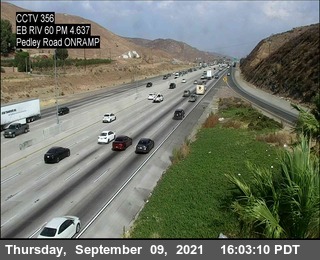 CCTV 356
EB RIV 60 PM 4.637
Pedley Road ONRAMP
Thursday, September 09, 2021 16:03:10 PDT